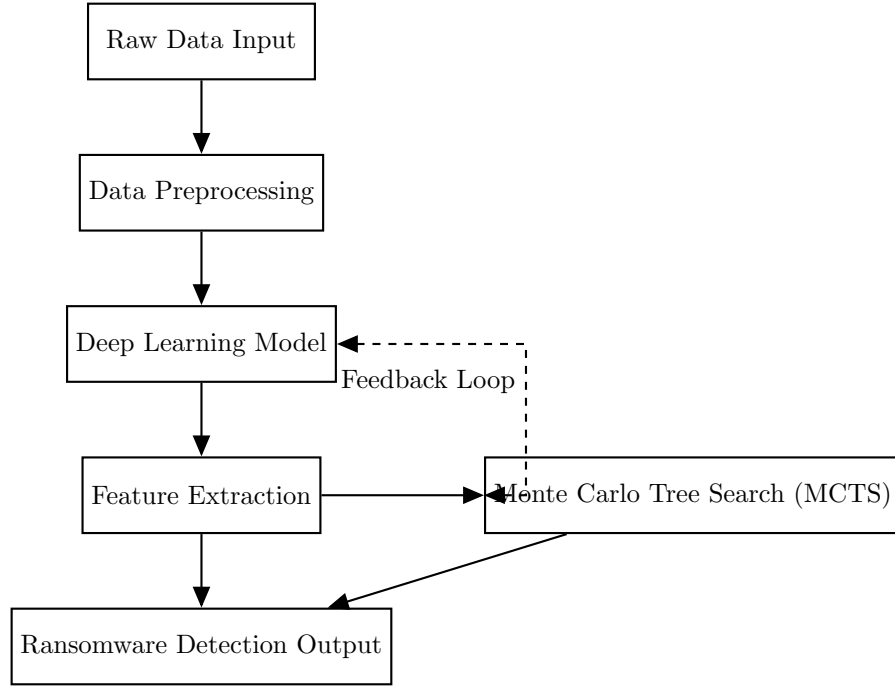 Raw Data Input
Data Preprocessing
Deep Learning Model
Feedback Loop
Feature Extraction
Monte Carlo Tree Search (MCTS)
Ransomware Detection Output